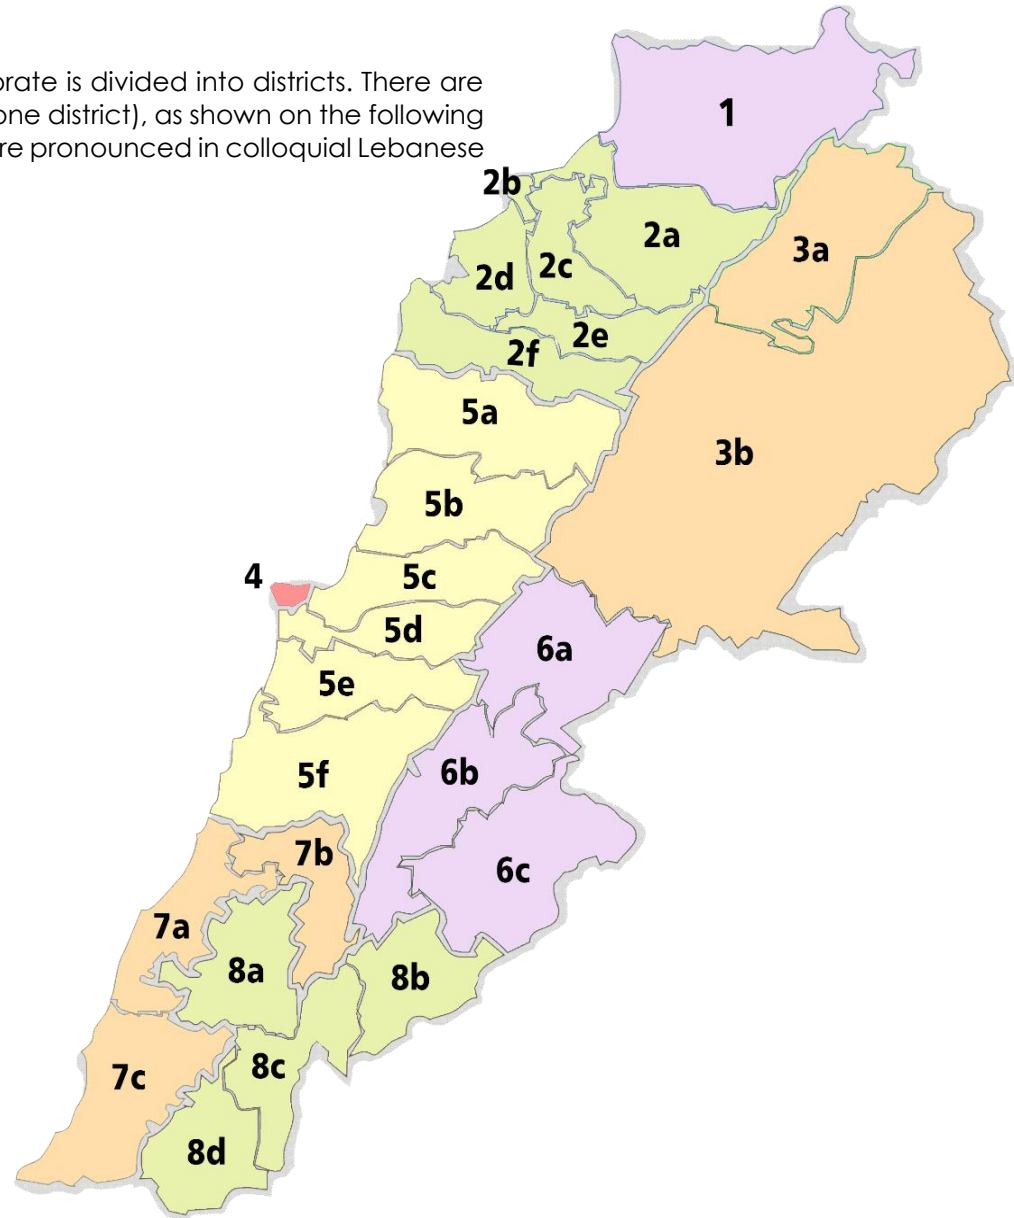 orate is divided into districts. There are
one district), as shown on the following
re pronounced in colloquial Lebanese
1
2b
2a
3a
2c
2d
2e
2f
5a
3b
5b
4
5c
5d
6a
5e
6b
5f
7b
6c
7a
8a
8b
8c
7c
8d